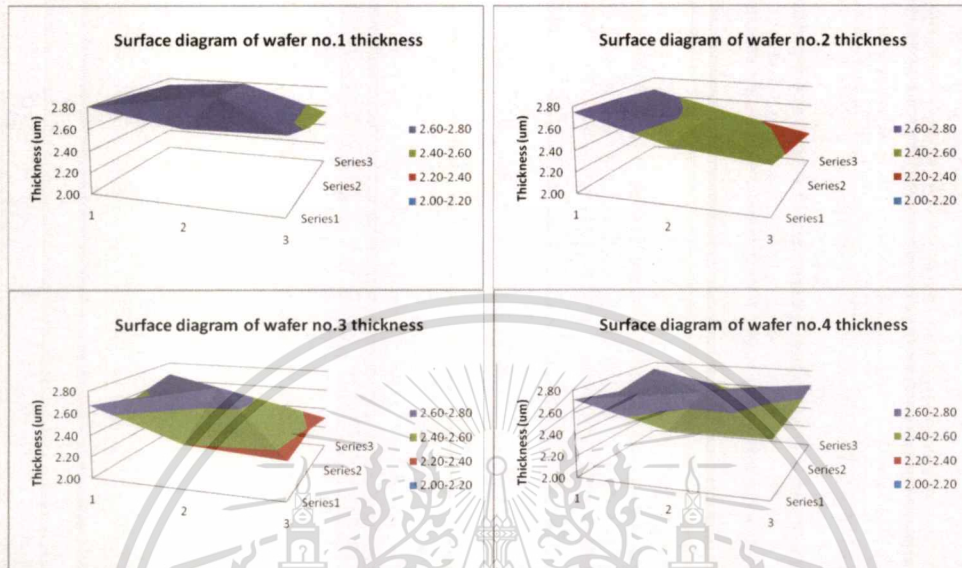 Surface diagram of wafer no.1 thickness
Thickness (um)
2.80
2.60
2.40
2.20
2.00
1
2
3
Series3
Series2
Series1
2.60-2.80
2.40-2.60
2.20-2.40
2.00-2.20
Surface diagram of wafer no.2 thickness
Thickness (um)
2.80
2.60
2.40
2.20
2.00
1
2
3
Series3
Series2
Series1
2.60-2.80
2.40-2.60
2.20-2.40
2.00-2.20
Surface diagram of wafer no.3 thickness
Thickness (um)
2.80
2.60
2.40
2.20
2.00
1
2
3
Series3
Series2
Series1
2.60-2.80
2.40-2.60
2.20-2.40
2.00-2.20
Surface diagram of wafer no.4 thickness
Thickness (um)
2.80
2.60
2.40
2.20
2.00
1
2
3
Series3
Series2
Series1
2.60-2.80
2.40-2.60
2.20-2.40
2.00-2.20